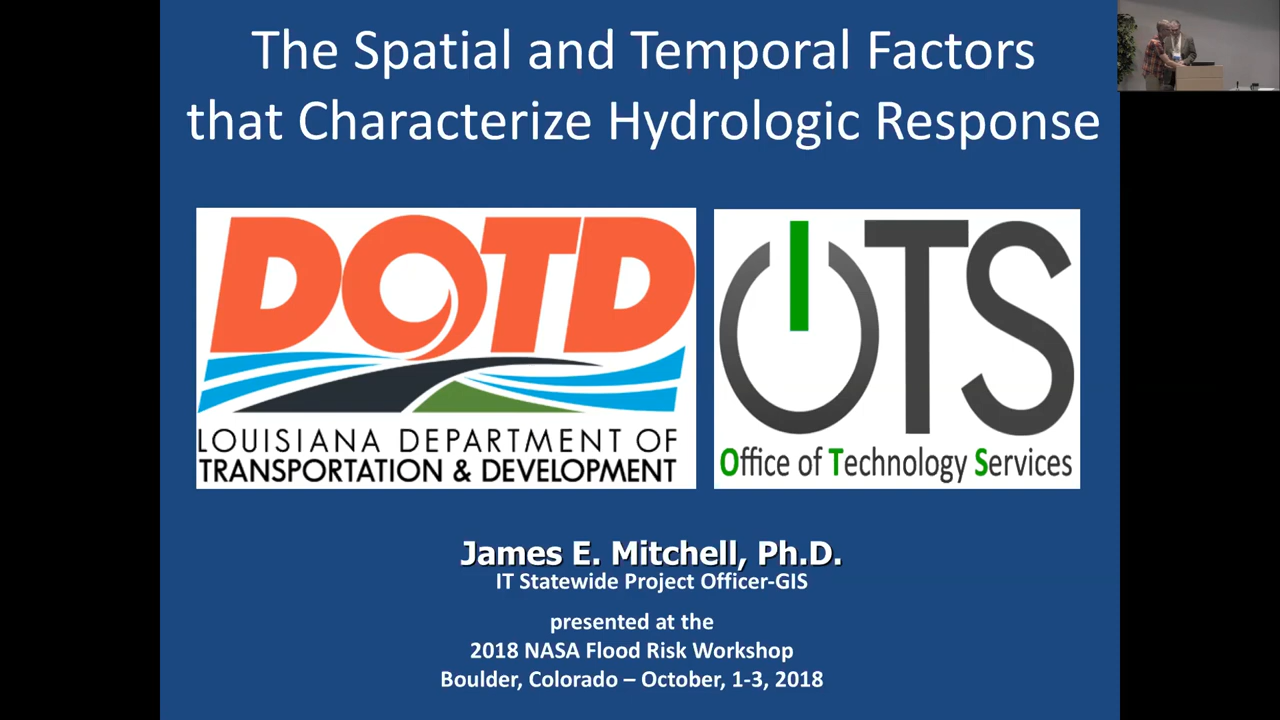 The Spatial and Temporal Factors
that Characterize Hydrologic Response
DOTD
LOUISIANA DEPARTMENT OF
TRANSPORTATION & DEVELOPMENT
OTS
Office of Technology Services
James E. Mitchell, Ph.D.
IT Statewide Project Officer-GIS
presented at the
2018 NASA Flood Risk Workshop
Boulder, Colorado – October, 1-3, 2018